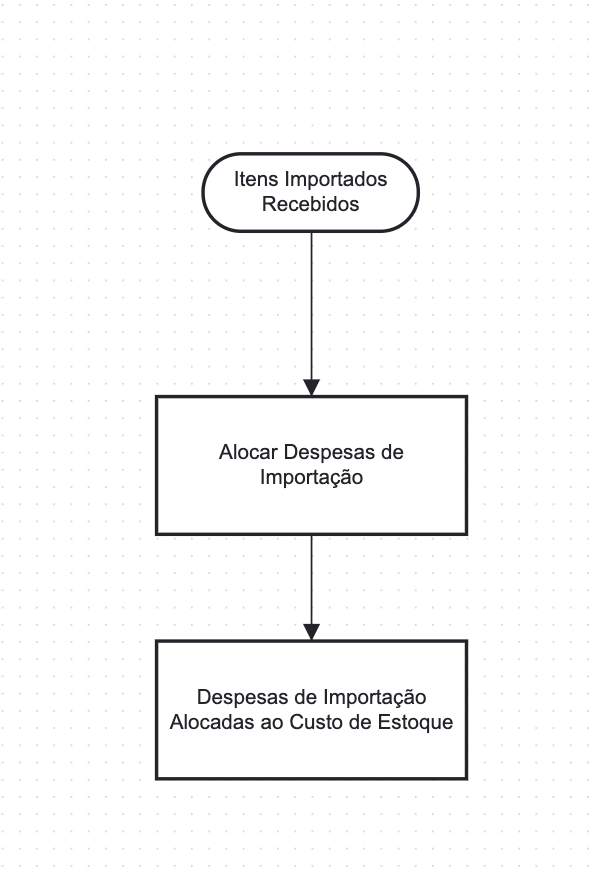 Itens Importados
Recebidos
Alocar Despesas de
Importação
Despesas de Importação
Alocadas ao Custo de Estoque